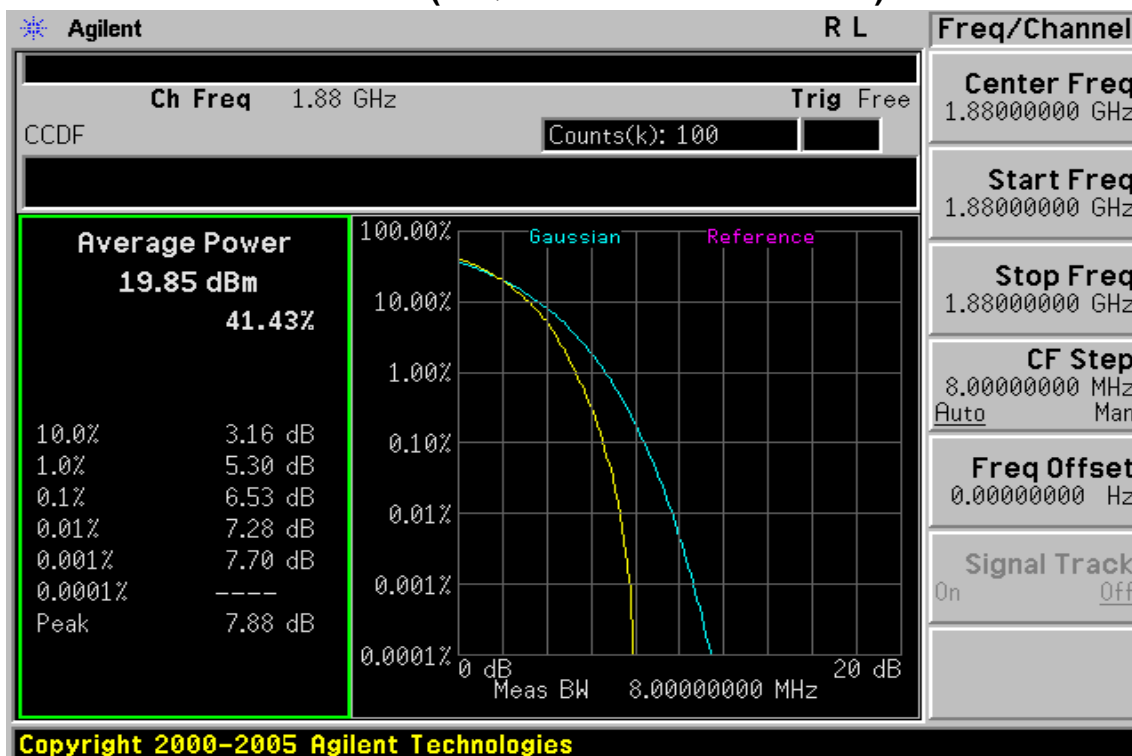 Agilent
R L
Freq/Channel
Ch Freq 1.88 GHz
Trig Free
CCDF
Counts(k): 100
Center Freq
1.88000000 GHz
Start Freq
1.88000000 GHz
Stop Freq
1.88000000 GHz
CF Step
8.00000000 MHz
Auto Man
Freq Offset
0.00000000 Hz
Signal Track
On Off
Average Power
19.85 dBm
41.43%
10.0% 3.16 dB
1.0% 5.30 dB
0.1% 6.53 dB
0.01% 7.28 dB
0.001% 7.70 dB
0.0001% ----
Peak 7.88 dB
Gaussian
Reference
100.00%
10.00%
1.00%
0.10%
0.01%
0.001%
0.0001%
0 dB
20 dB
Meas BW 8.00000000 MHz
Copyright 2000-2005 Agilent Technologies